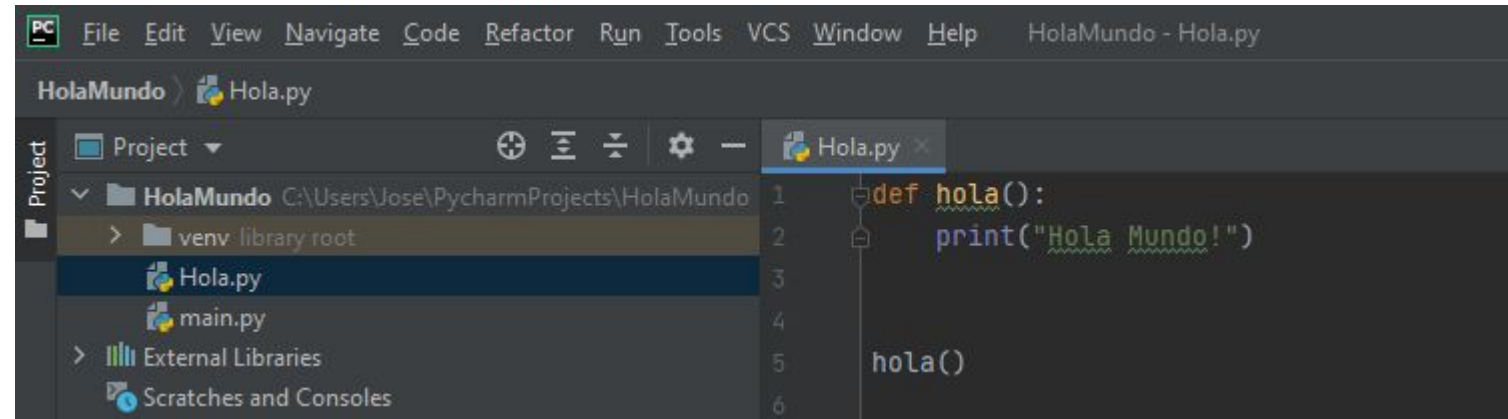 PC File Edit View Navigate Code Refactor Run Tools VCS Window Help HolaMundo - Hola.py
HolaMundo Hola.py
Project
Project
HolaMundo C:\Users\Jose\PycharmProjects\HolaMundo
venv library root
Hola.py
main.py
External Libraries
Scratches and Consoles
Hola.py
1 def hola():
2     print("Hola Mundo!")
3
4
5 hola()
6